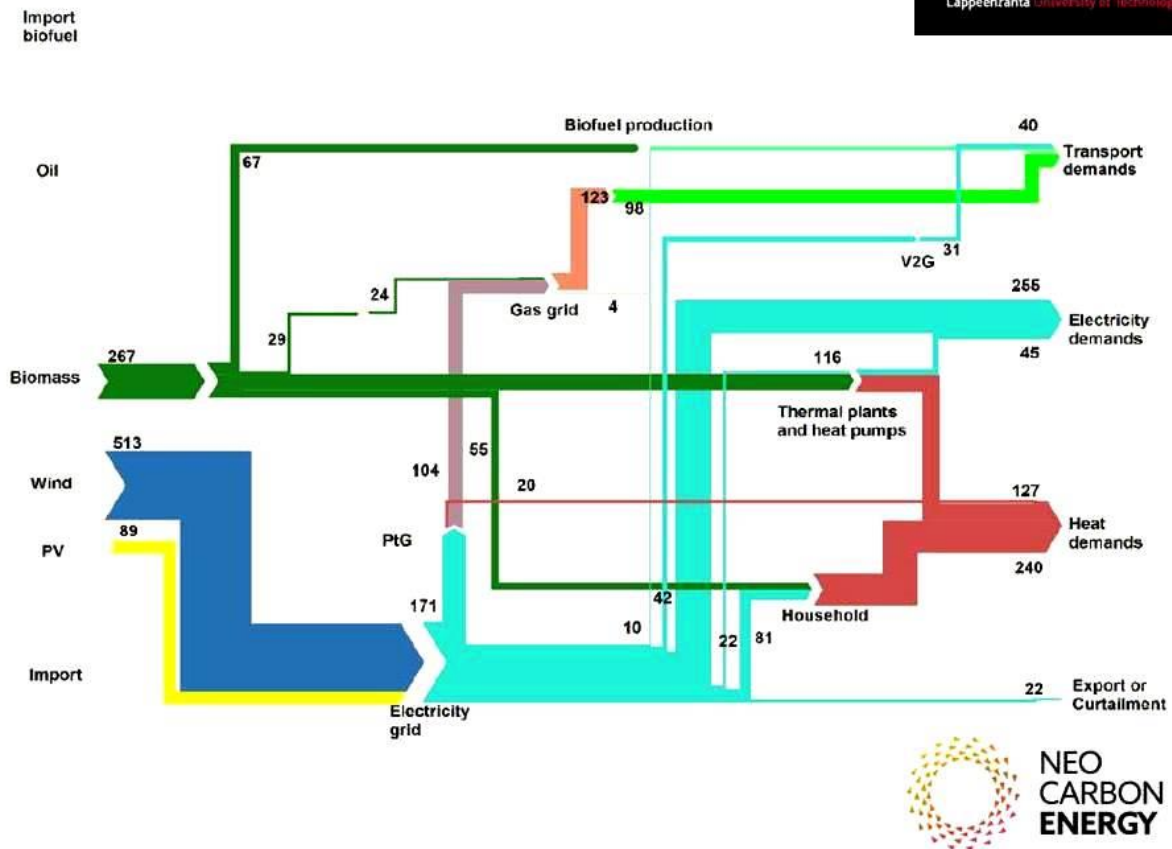 Import
biofuel
Lappeenranta University of Technology
Biofuel production
40
Transport
demands
Oil
67
123
98
V2G
31
24
Gas grid
4
255
Electricity
demands
45
29
267
Biomass
116
Thermal plants
and heat pumps
513
Wind
55
104
20
127
Heat
demands
240
89
PV
PtG
171
42
Household
10
22
81
Import
Electricity
grid
22
Export or
Curtailment
NEO
CARBON
ENERGY